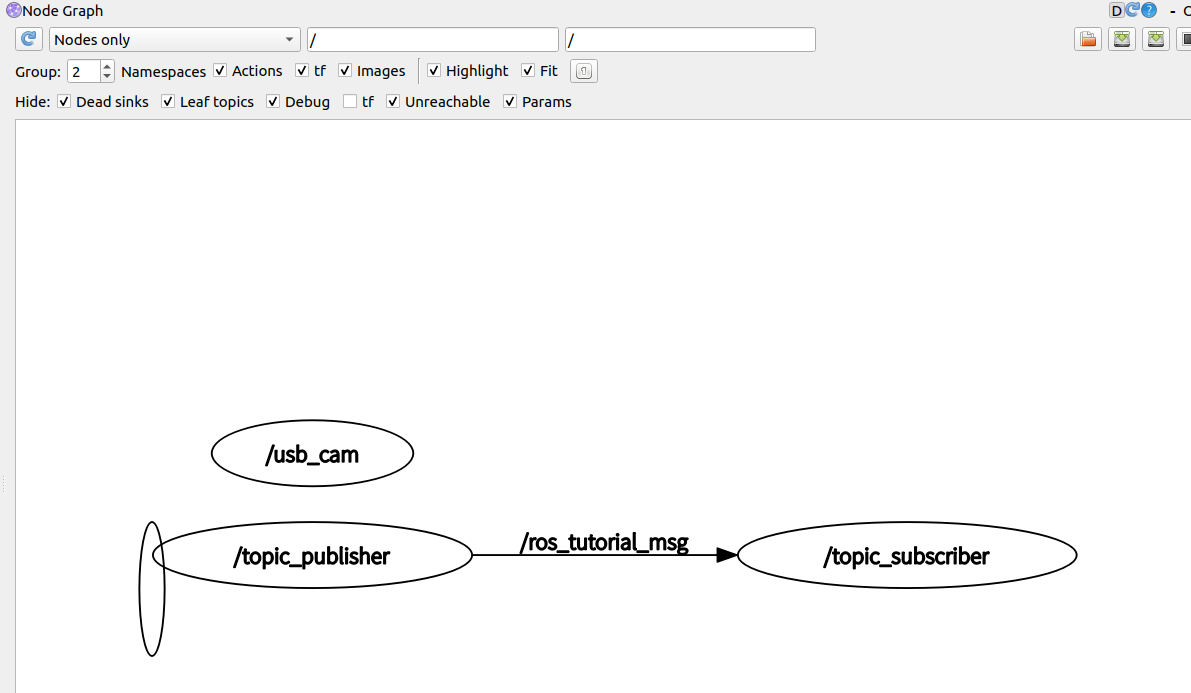 Node Graph D ? - C
Nodes only / /
Group: 2 Namespaces Actions tf Images Highlight Fit
Hide: Dead sinks Leaf topics Debug tf Unreachable Params
/usb_cam
/topic_publisher /ros_tutorial_msg /topic_subscriber